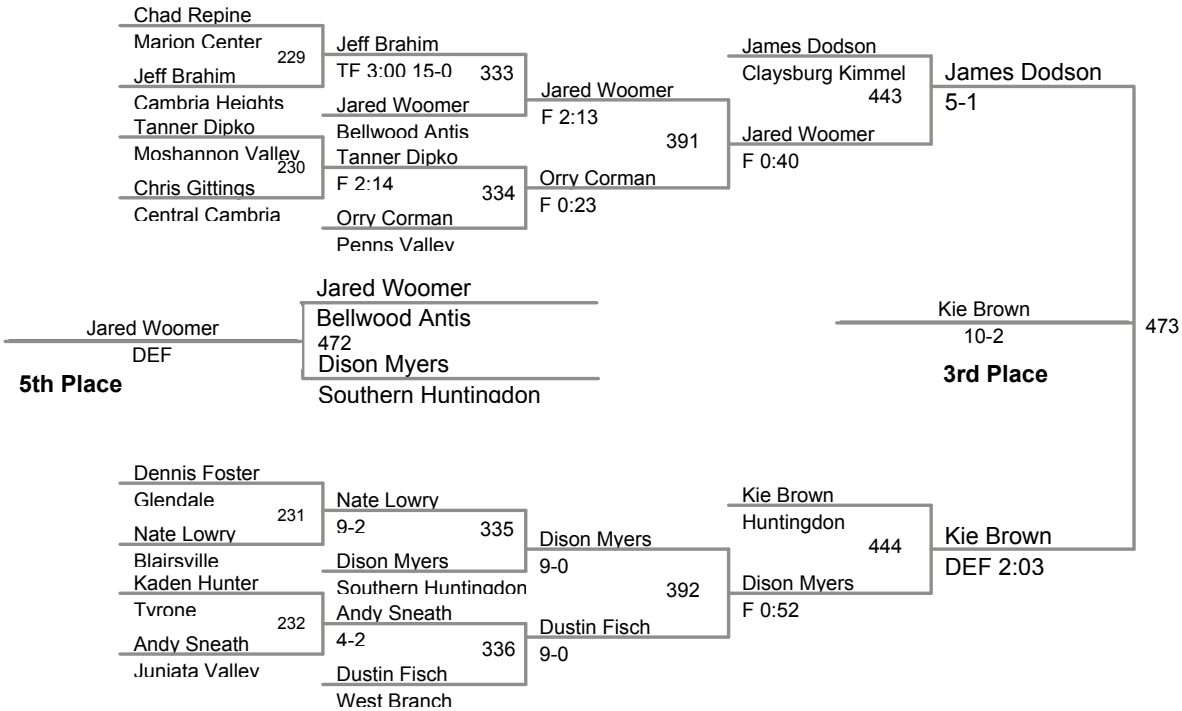 Chad Repine
Marion Center
229
Jeff Brahim
Cambria Heights
Tanner Dipko
Moshannon Valley
230
Chris Gittings
Central Cambria
Jeff Brahim
TF 3:00 15-0
333
Jared Woomer
Bellwood Antis
Tanner Dipko
F 2:14
334
Orry Corman
Penns Valley
Jared Woomer
F 2:13
391
Orry Corman
F 0:23
James Dodson
Claysburg Kimmel
443
Jared Woomer
F 0:40
James Dodson
5-1
Jared Woomer
DEF
5th Place
Jared Woomer
Bellwood Antis
472
Dison Myers
Southern Huntingdon
Kie Brown
10-2
3rd Place
473
Dennis Foster
Glendale
231
Nate Lowry
Blairsville
Kaden Hunter
Tyrone
232
Andy Sneath
Juniata Valley
Nate Lowry
9-2
335
Dison Myers
Southern Huntingdon
Andy Sneath
4-2
336
Dustin Fisch
West Branch
Dison Myers
9-0
392
Dustin Fisch
9-0
Kie Brown
Huntingdon
444
Dison Myers
F 0:52
Kie Brown
DEF 2:03